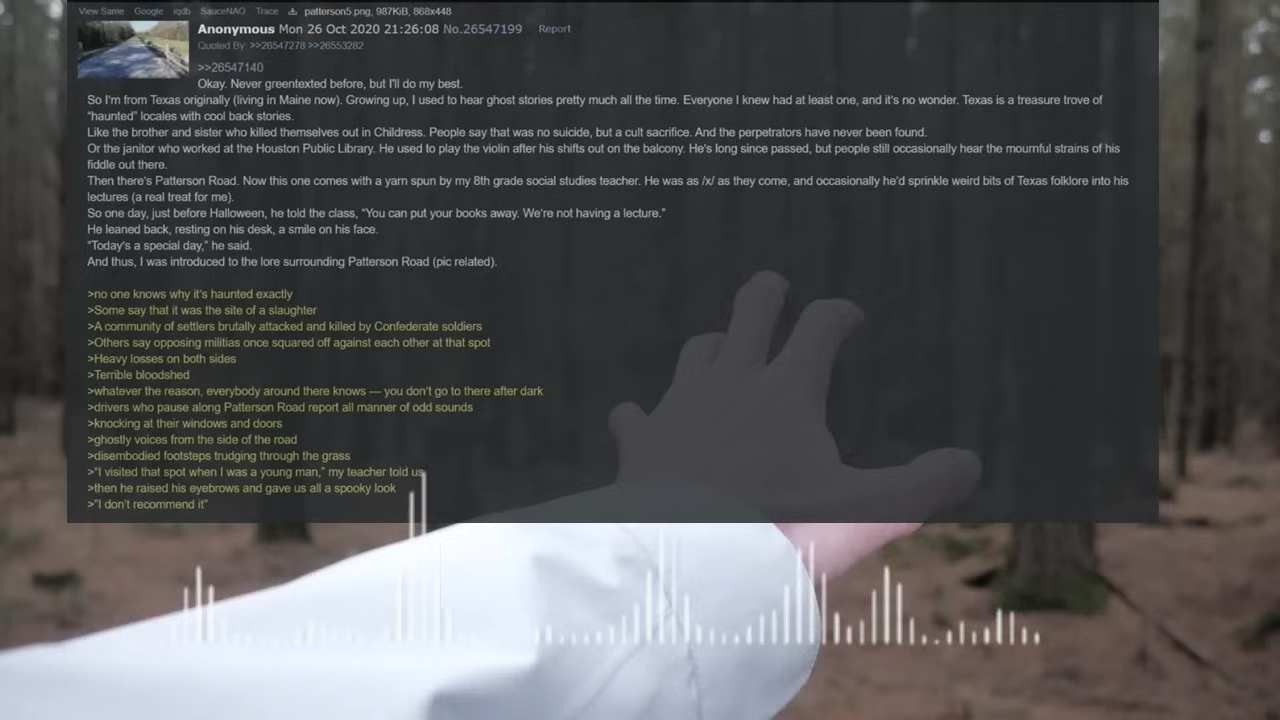 View Same Google iqdb SauceNAO Trace patterson5.png, 987KiB, 868x448
Anonymous Mon 26 Oct 2020 21:26:08 No.26547199 Report
Quoted By: >>26547278 >>26553282
>>26547140
Okay. Never greentexted before, but I'll do my best.
So I'm from Texas originally (living in Maine now). Growing up, I used to hear ghost stories pretty much all the time. Everyone I knew had at least one, and it's no wonder. Texas is a treasure trove of
“haunted” locales with cool back stories.
Like the brother and sister who killed themselves out in Childress. People say that was no suicide, but a cult sacrifice. And the perpetrators have never been found.
Or the janitor who worked at the Houston Public Library. He used to play the violin after his shifts out on the balcony. He's long since passed, but people still occasionally hear the mournful strains of his
fiddle out there.
Then there's Patterson Road. Now this one comes with a yarn spun by my 8th grade social studies teacher. He was as /x/ as they come, and occasionally he'd sprinkle weird bits of Texas folklore into his
lectures (a real treat for me).
So one day, just before Halloween, he told the class, “You can put your books away. We're not having a lecture.”
He leaned back, resting on his desk, a smile on his face.
“Today's a special day,” he said.
And thus, I was introduced to the lore surrounding Patterson Road (pic related).
>no one knows why it's haunted exactly
>Some say that it was the site of a slaughter
>A community of settlers brutally attacked and killed by Confederate soldiers
>Others say opposing militias once squared off against each other at that spot
>Heavy losses on both sides
>Terrible bloodshed
>whatever the reason, everybody around there knows — you don't go to there after dark
>drivers who pause along Patterson Road report all manner of odd sounds
>knocking at their windows and doors
>ghostly voices from the side of the road
>disembodied footsteps trudging through the grass
>“I visited that spot when I was a young man,” my teacher told us
>then he raised his eyebrows and gave us all a spooky look
>“I don't recommend it”